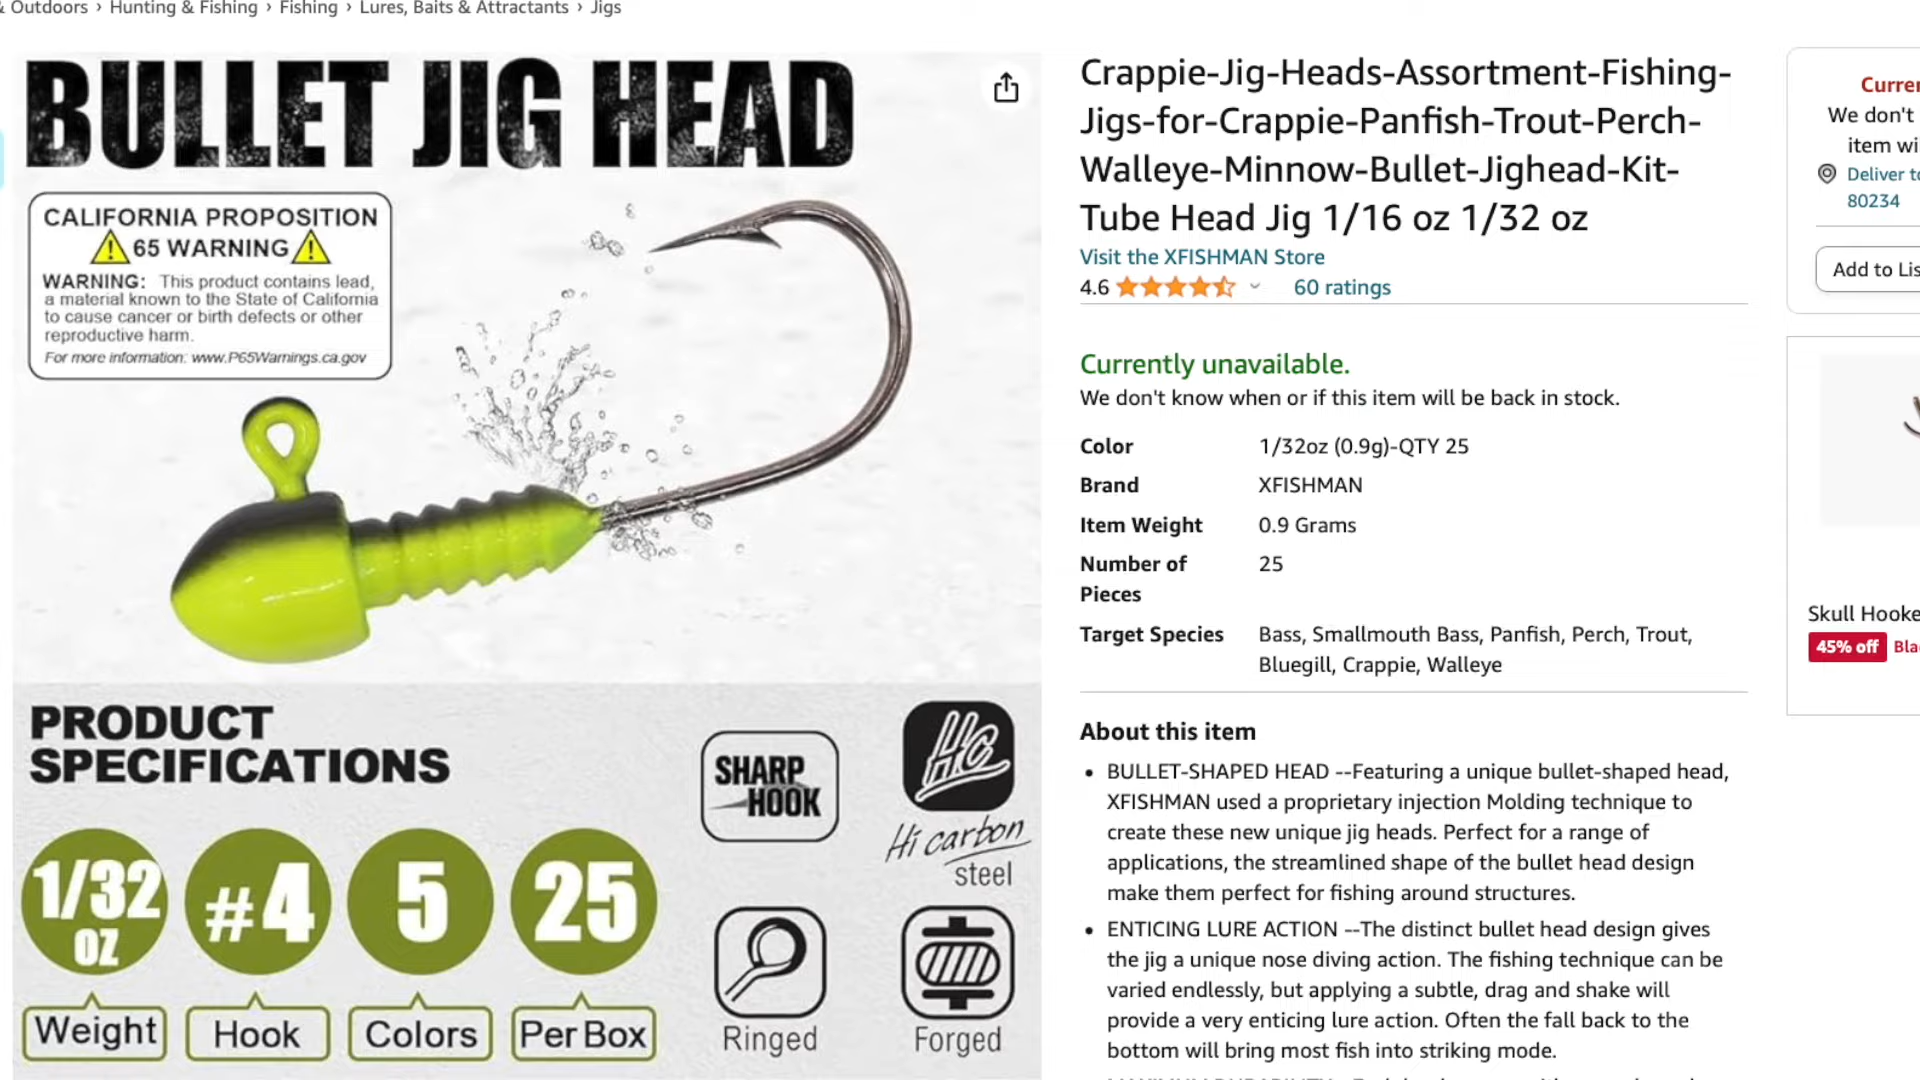 Outdoors › Hunting & Fishing › Fishing › Lures, Baits & Attractants › Jigs
BULLET JIG HEAD
CALIFORNIA PROPOSITION
65 WARNING
WARNING: This product contains lead,
a material known to the State of California
to cause cancer or birth defects or other
reproductive harm.
For more information: www.P65Warnings.ca.gov
PRODUCT
SPECIFICATIONS
1/32
OZ
#4
5
25
Weight
Hook
Colors
Per Box
SHARP
HOOK
HC
Hi carbon
steel
Ringed
Forged
Crappie-Jig-Heads-Assortment-Fishing-
Jigs-for-Crappie-Panfish-Trout-Perch-
Walleye-Minnow-Bullet-Jighead-Kit-
Tube Head Jig 1/16 oz 1/32 oz
Visit the XFISHMAN Store
4.6 60 ratings
Currently unavailable.
We don't know when or if this item will be back in stock.
Color 1/32oz (0.9g)-QTY 25
Brand XFISHMAN
Item Weight 0.9 Grams
Number of 25
Pieces
Target Species Bass, Smallmouth Bass, Panfish, Perch, Trout,
Bluegill, Crappie, Walleye
About this item
• BULLET-SHAPED HEAD --Featuring a unique bullet-shaped head,
XFISHMAN used a proprietary injection Molding technique to
create these new unique jig heads. Perfect for a range of
applications, the streamlined shape of the bullet head design
make them perfect for fishing around structures.
• ENTICING LURE ACTION --The distinct bullet head design gives
the jig a unique nose diving action. The fishing technique can be
varied endlessly, but applying a subtle, drag and shake will
provide a very enticing lure action. Often the fall back to the
bottom will bring most fish into striking mode.
Curre
We don't
item wi
Deliver t
80234
Add to Lis
Skull Hooke
45% off Bla